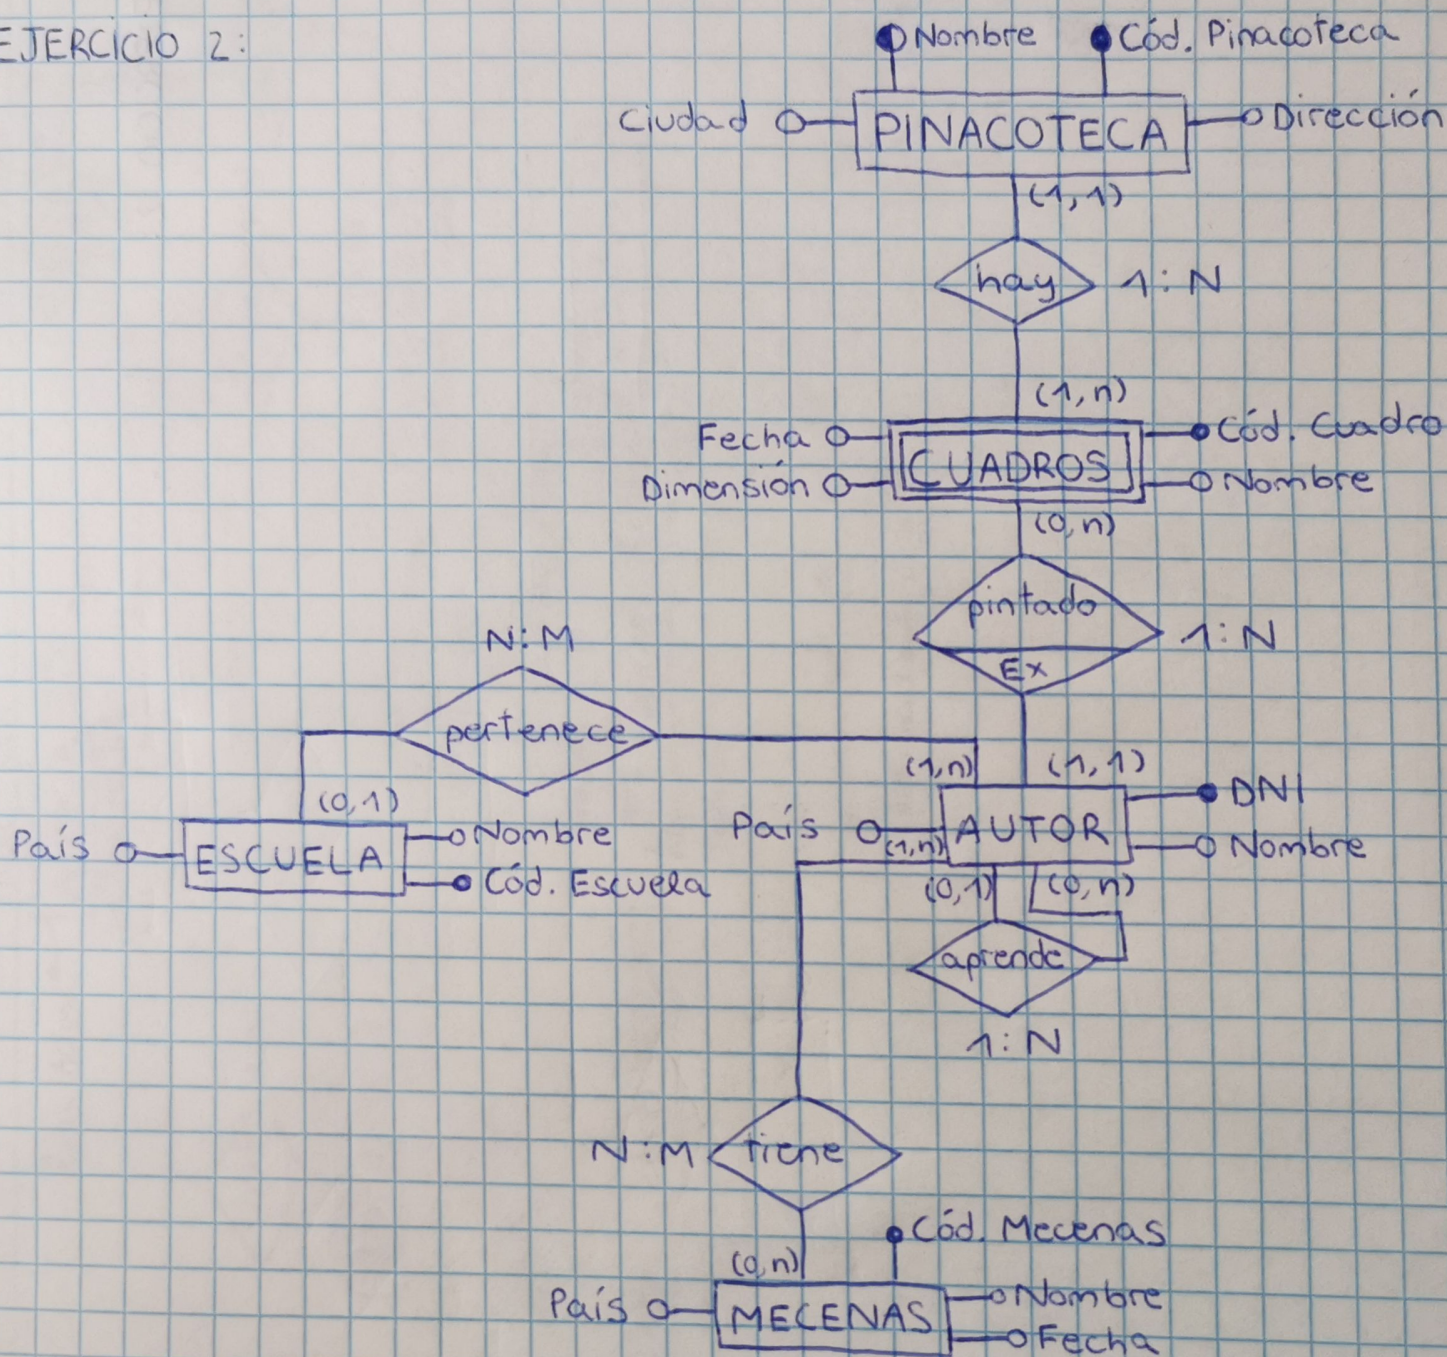 EJERCICIO 2:
Nombre
Cód. Pinacoteca
Ciudad
PINACOTECA
Dirección
(1,1)
hay
1:N
(1,n)
Fecha
Cód. Cuadro
CUADROS
Dimensión
Nombre
(0,n)
pintado
1:N
Ex
N:M
pertenece
(1,n)
(1,1)
(0,1)
DNI
País
AUTOR
Nombre
(1,n)
País
ESCUELA
Nombre
Cód. Escuela
(0,1)
(0,n)
aprende
1:N
N:M
tiene
(0,n)
Cód. Mecenas
País
MECENAS
Nombre
Fecha